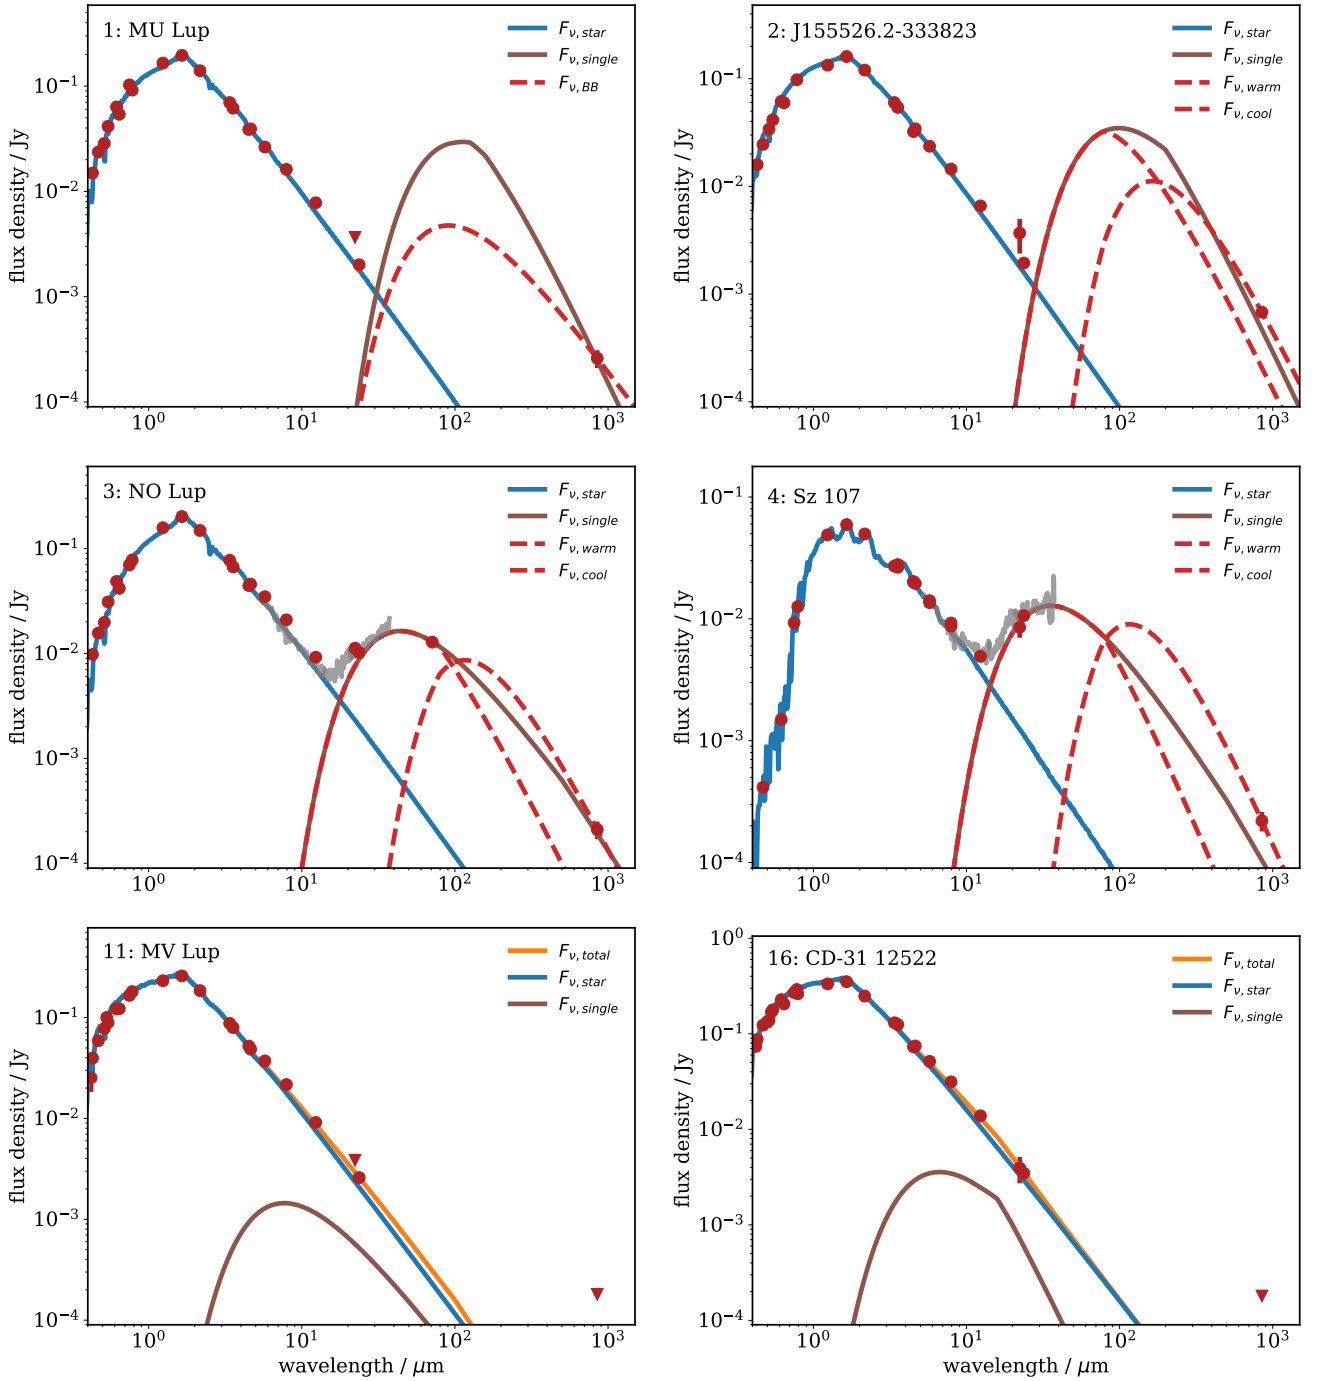 1: MU Lup
F_{ν,star}
F_{ν,single}
F_{ν,BB}
flux density / Jy
10^{-1}
10^{-2}
10^{-3}
10^{-4}
10^0
10^1
10^2
10^3
2: J155526.2-333823
F_{ν,star}
F_{ν,single}
F_{ν,warm}
F_{ν,cool}
flux density / Jy
10^{-1}
10^{-2}
10^{-3}
10^{-4}
10^0
10^1
10^2
10^3
3: NO Lup
F_{ν,star}
F_{ν,single}
F_{ν,warm}
F_{ν,cool}
flux density / Jy
10^{-1}
10^{-2}
10^{-3}
10^{-4}
10^0
10^1
10^2
10^3
4: Sz 107
F_{ν,star}
F_{ν,single}
F_{ν,warm}
F_{ν,cool}
flux density / Jy
10^{-1}
10^{-2}
10^{-3}
10^{-4}
10^0
10^1
10^2
10^3
11: MV Lup
F_{ν,total}
F_{ν,star}
F_{ν,single}
flux density / Jy
10^{-1}
10^{-2}
10^{-3}
10^{-4}
10^0
10^1
10^2
10^3
wavelength / μm
16: CD-31 12522
F_{ν,total}
F_{ν,star}
F_{ν,single}
flux density / Jy
10^0
10^{-1}
10^{-2}
10^{-3}
10^{-4}
10^0
10^1
10^2
10^3
wavelength / μm